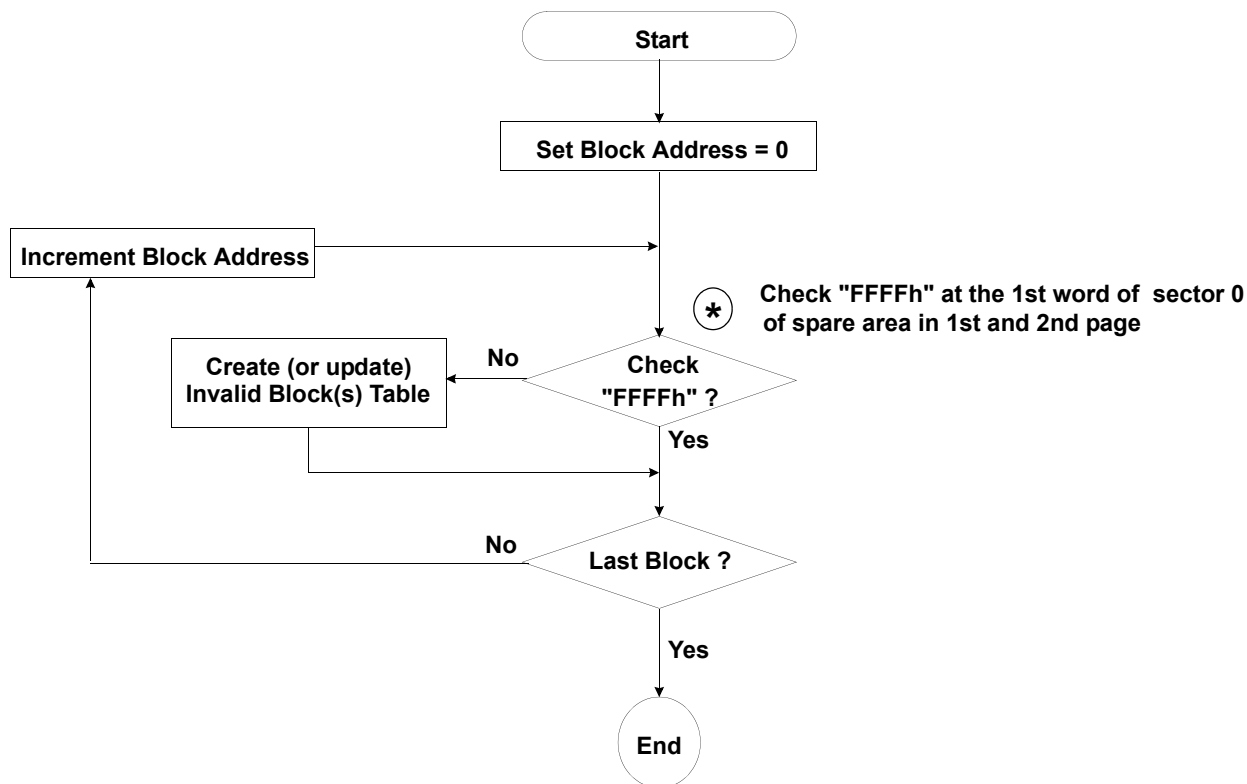 Start
Set Block Address = 0
Increment Block Address
*
Check "FFFFh" at the 1st word of sector 0
of spare area in 1st and 2nd page
No
Create (or update)
Invalid Block(s) Table
Check
"FFFFh" ?
Yes
No
Last Block ?
Yes
End